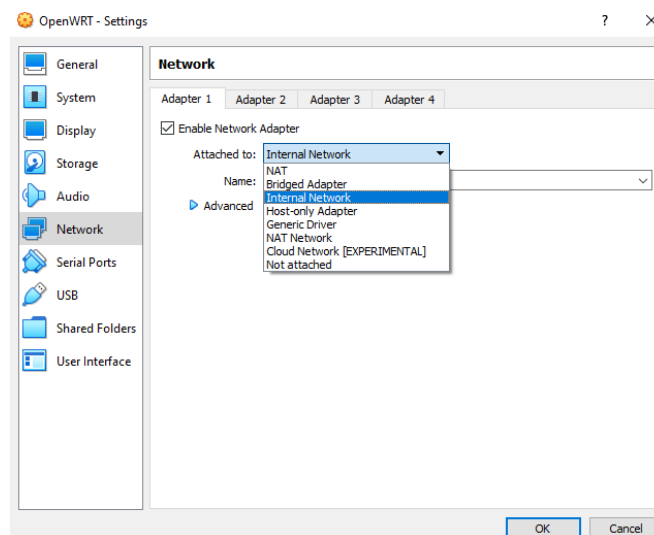 OpenWRT - Settings
?
General
System
Display
Storage
Audio
Network
Serial Ports
USB
Shared Folders
User Interface
Network
Adapter 1 Adapter 2 Adapter 3 Adapter 4
Enable Network Adapter
Attached to: Internal Network
NAT
Bridged Adapter
Internal Network
Host-only Adapter
Generic Driver
NAT Network
Cloud Network [EXPERIMENTAL]
Not attached
Name:
Advanced
OK Cancel